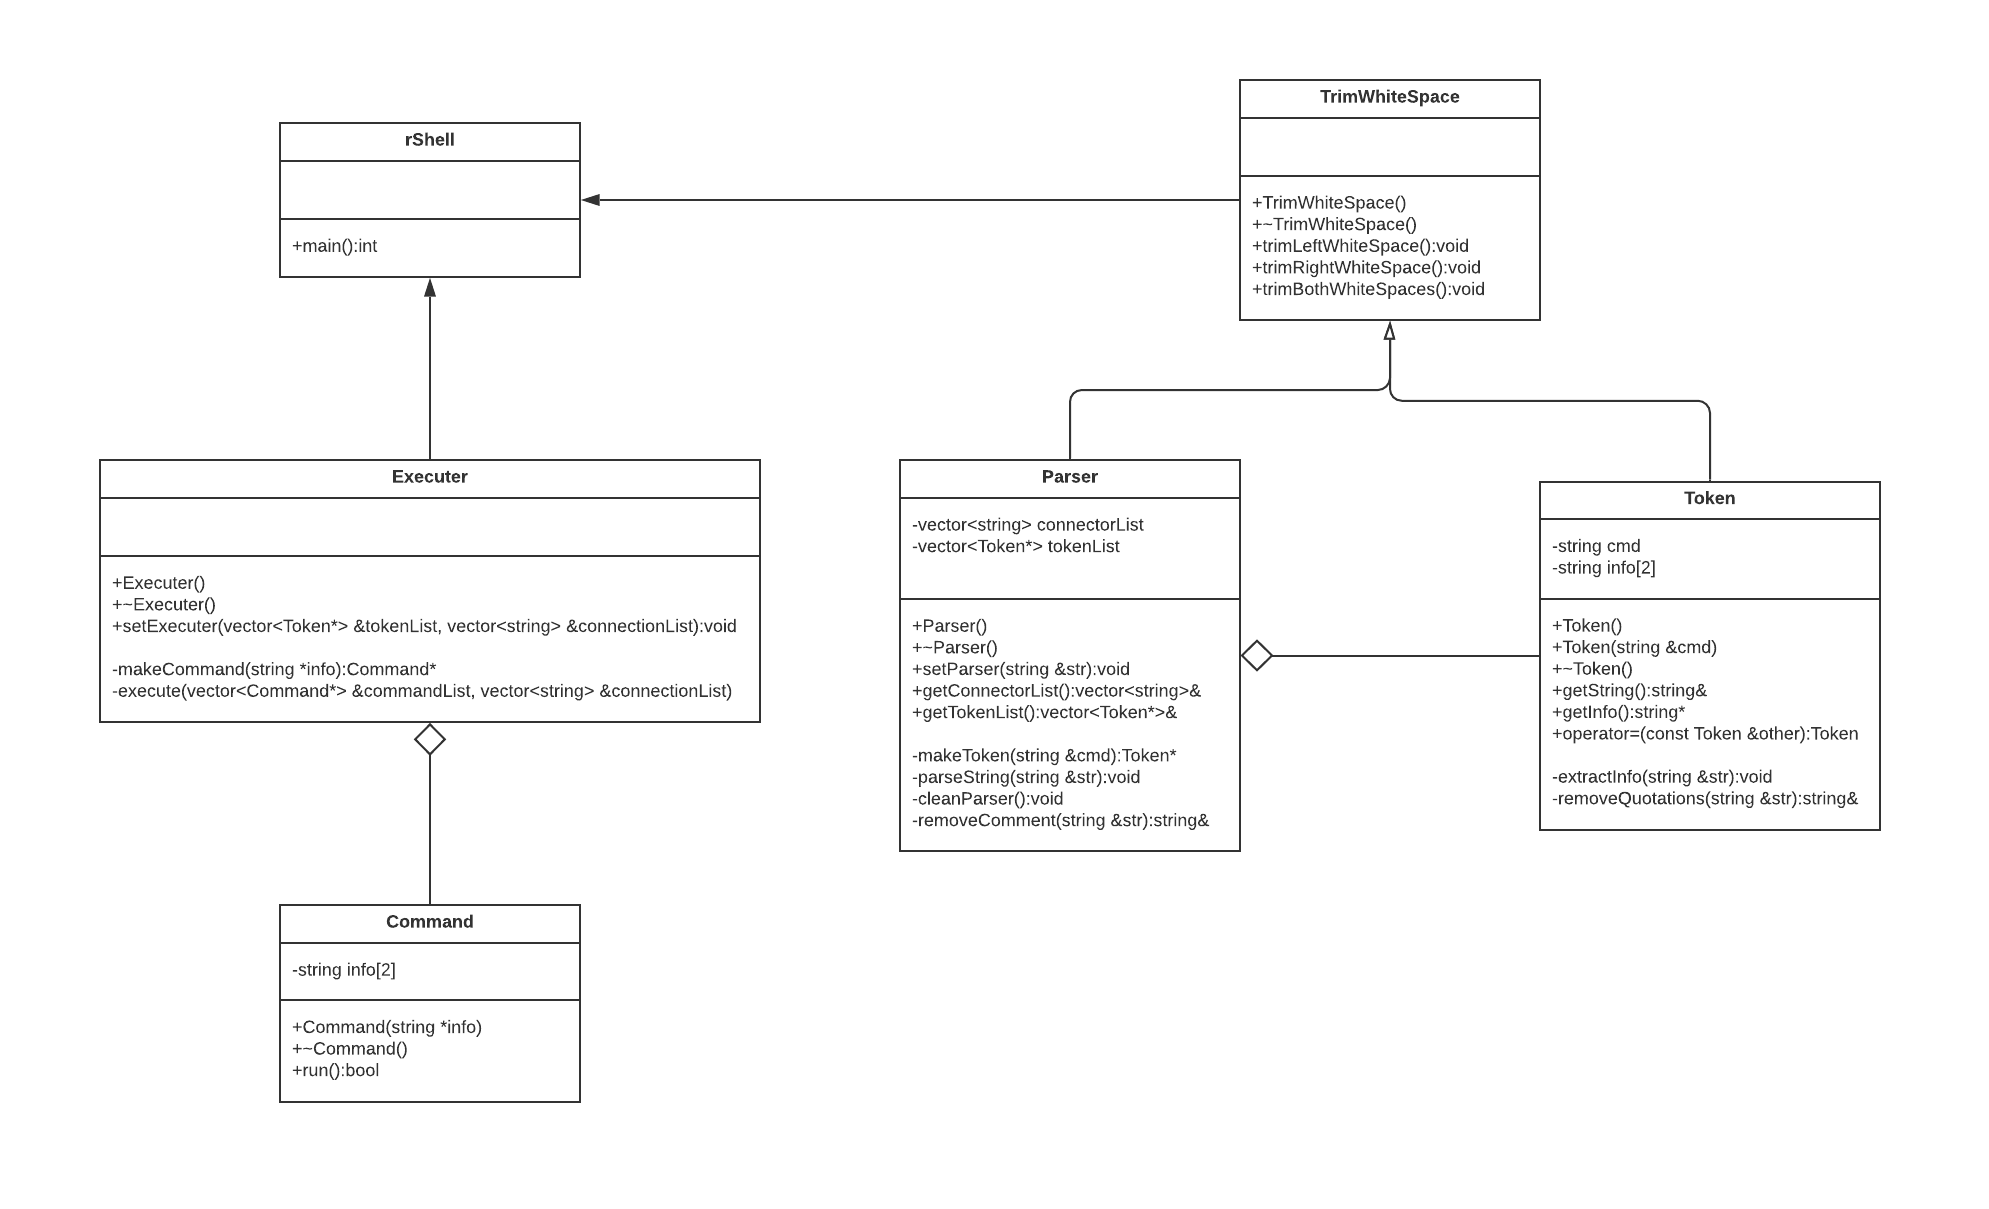 rShell
+main():int
TrimWhiteSpace
+TrimWhiteSpace()
+~TrimWhiteSpace()
+trimLeftWhiteSpace():void
+trimRightWhiteSpace():void
+trimBothWhiteSpaces():void
Executer
+Executer()
+~Executer()
+setExecuter(vector<Token*> &tokenList, vector<string> &connectionList):void
-makeCommand(string *info):Command*
-execute(vector<Command*> &commandList, vector<string> &connectionList)
Parser
-vector<string> connectorList
-vector<Token*> tokenList
+Parser()
+~Parser()
+setParser(string &str):void
+getConnectorList():vector<string>&
+getTokenList():vector<Token*>&
-makeToken(string &cmd):Token*
-parseString(string &str):void
-cleanParser():void
-removeComment(string &str):string&
Token
-string cmd
-string info[2]
+Token()
+Token(string &cmd)
+~Token()
+getString():string&
+getInfo():string*
+operator=(const Token &other):Token
-extractInfo(string &str):void
-removeQuotations(string &str):string&
Command
-string info[2]
+Command(string *info)
+~Command()
+run():bool